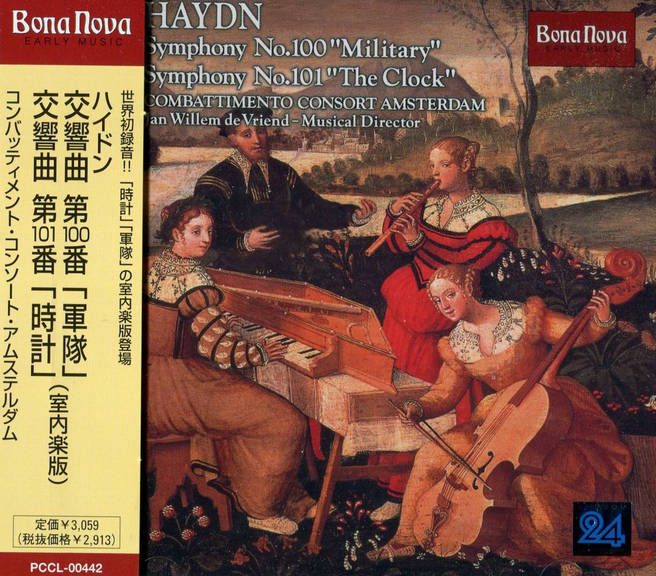 Bona Nova
EARLY MUSIC
世界初録音!!「時計」「軍隊」の室内楽版登場
ハイドン
交響曲 第100番「軍隊」
交響曲 第101番「時計」(室内楽版)
コンバッティメント・コンソート・アムステルダム
定価¥3,059
(税抜価格¥2,913)
PCCL-00442
HAYDN
Symphony No.100 "Military"
Symphony No.101 "The Clock"
COMBATTIMENTO CONSORT AMSTERDAM
an Willem de Vriend – Musical Director
Bona Nova
EARLY MUSIC
24